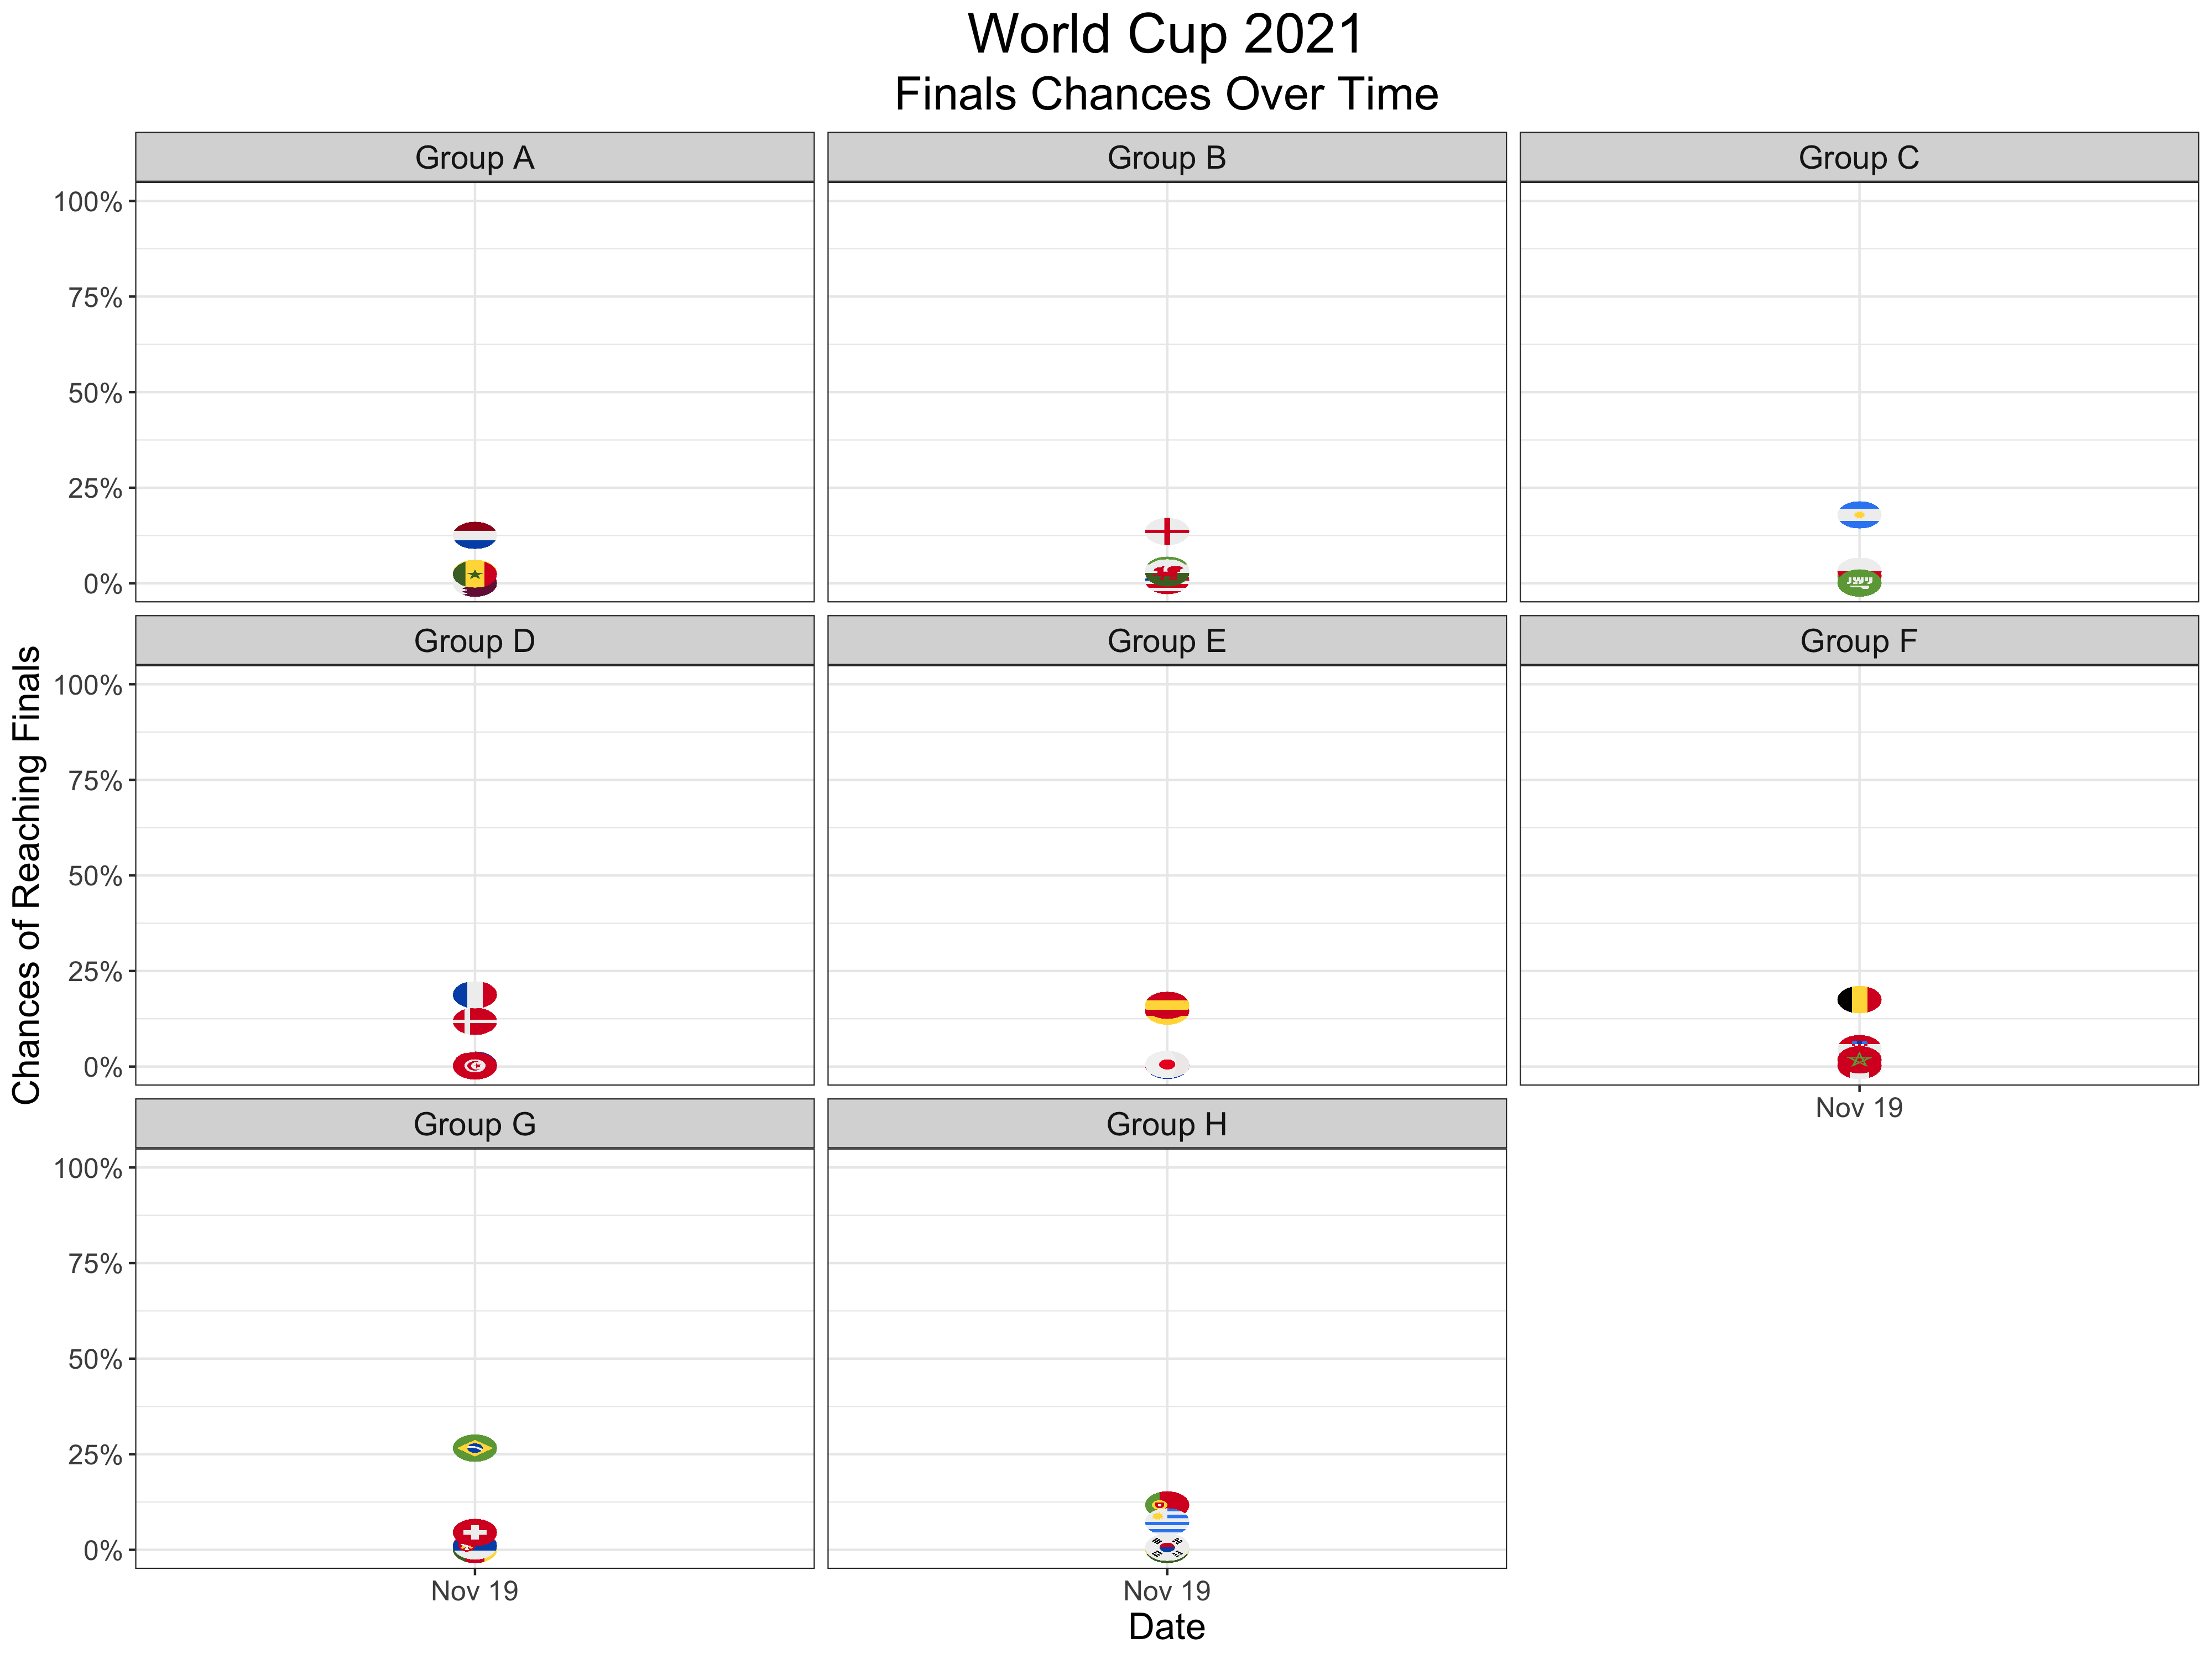 World Cup 2021
Finals Chances Over Time
Group A
Group B
Group C
100%
75%
50%
25%
0%
Group D
Group E
Group F
100%
75%
50%
25%
0%
Nov 19
Group G
Group H
100%
75%
50%
25%
0%
Nov 19
Nov 19
Date
Chances of Reaching Finals